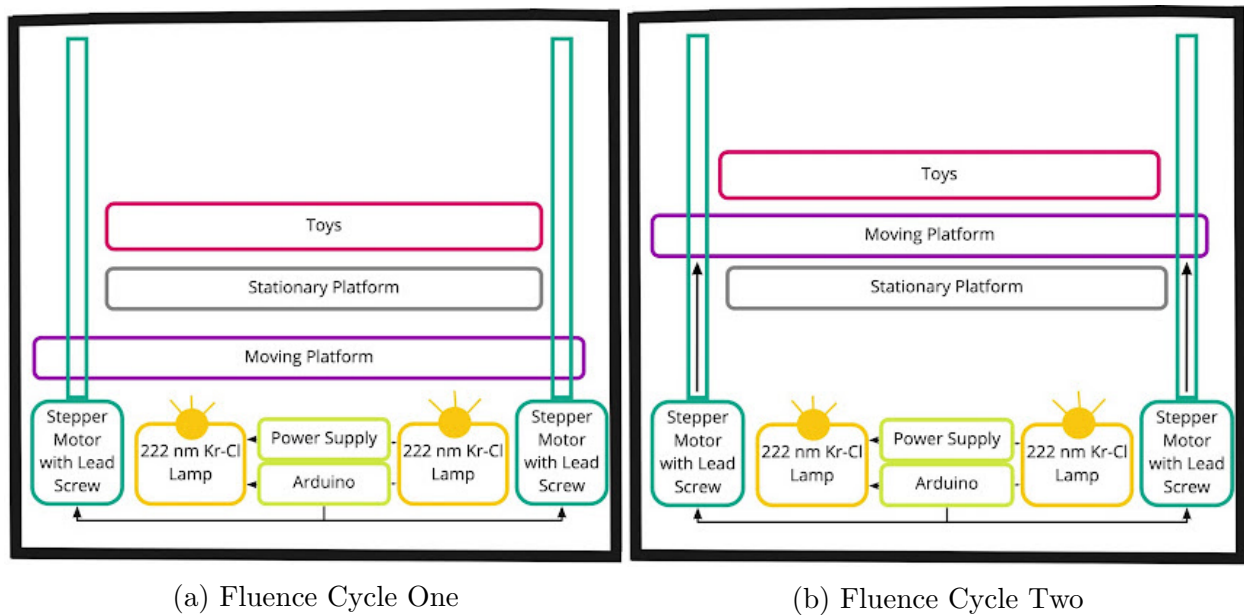 Toys
Stationary Platform
Moving Platform
Stepper
Motor
with Lead
Screw
222 nm Kr-Cl
Lamp
Power Supply
Arduino
222 nm Kr-Cl
Lamp
Stepper
Motor
with Lead
Screw
(a) Fluence Cycle One
Toys
Moving Platform
Stationary Platform
Stepper
Motor
with Lead
Screw
222 nm Kr-Cl
Lamp
Power Supply
Arduino
222 nm Kr-Cl
Lamp
Stepper
Motor
with Lead
Screw
(b) Fluence Cycle Two